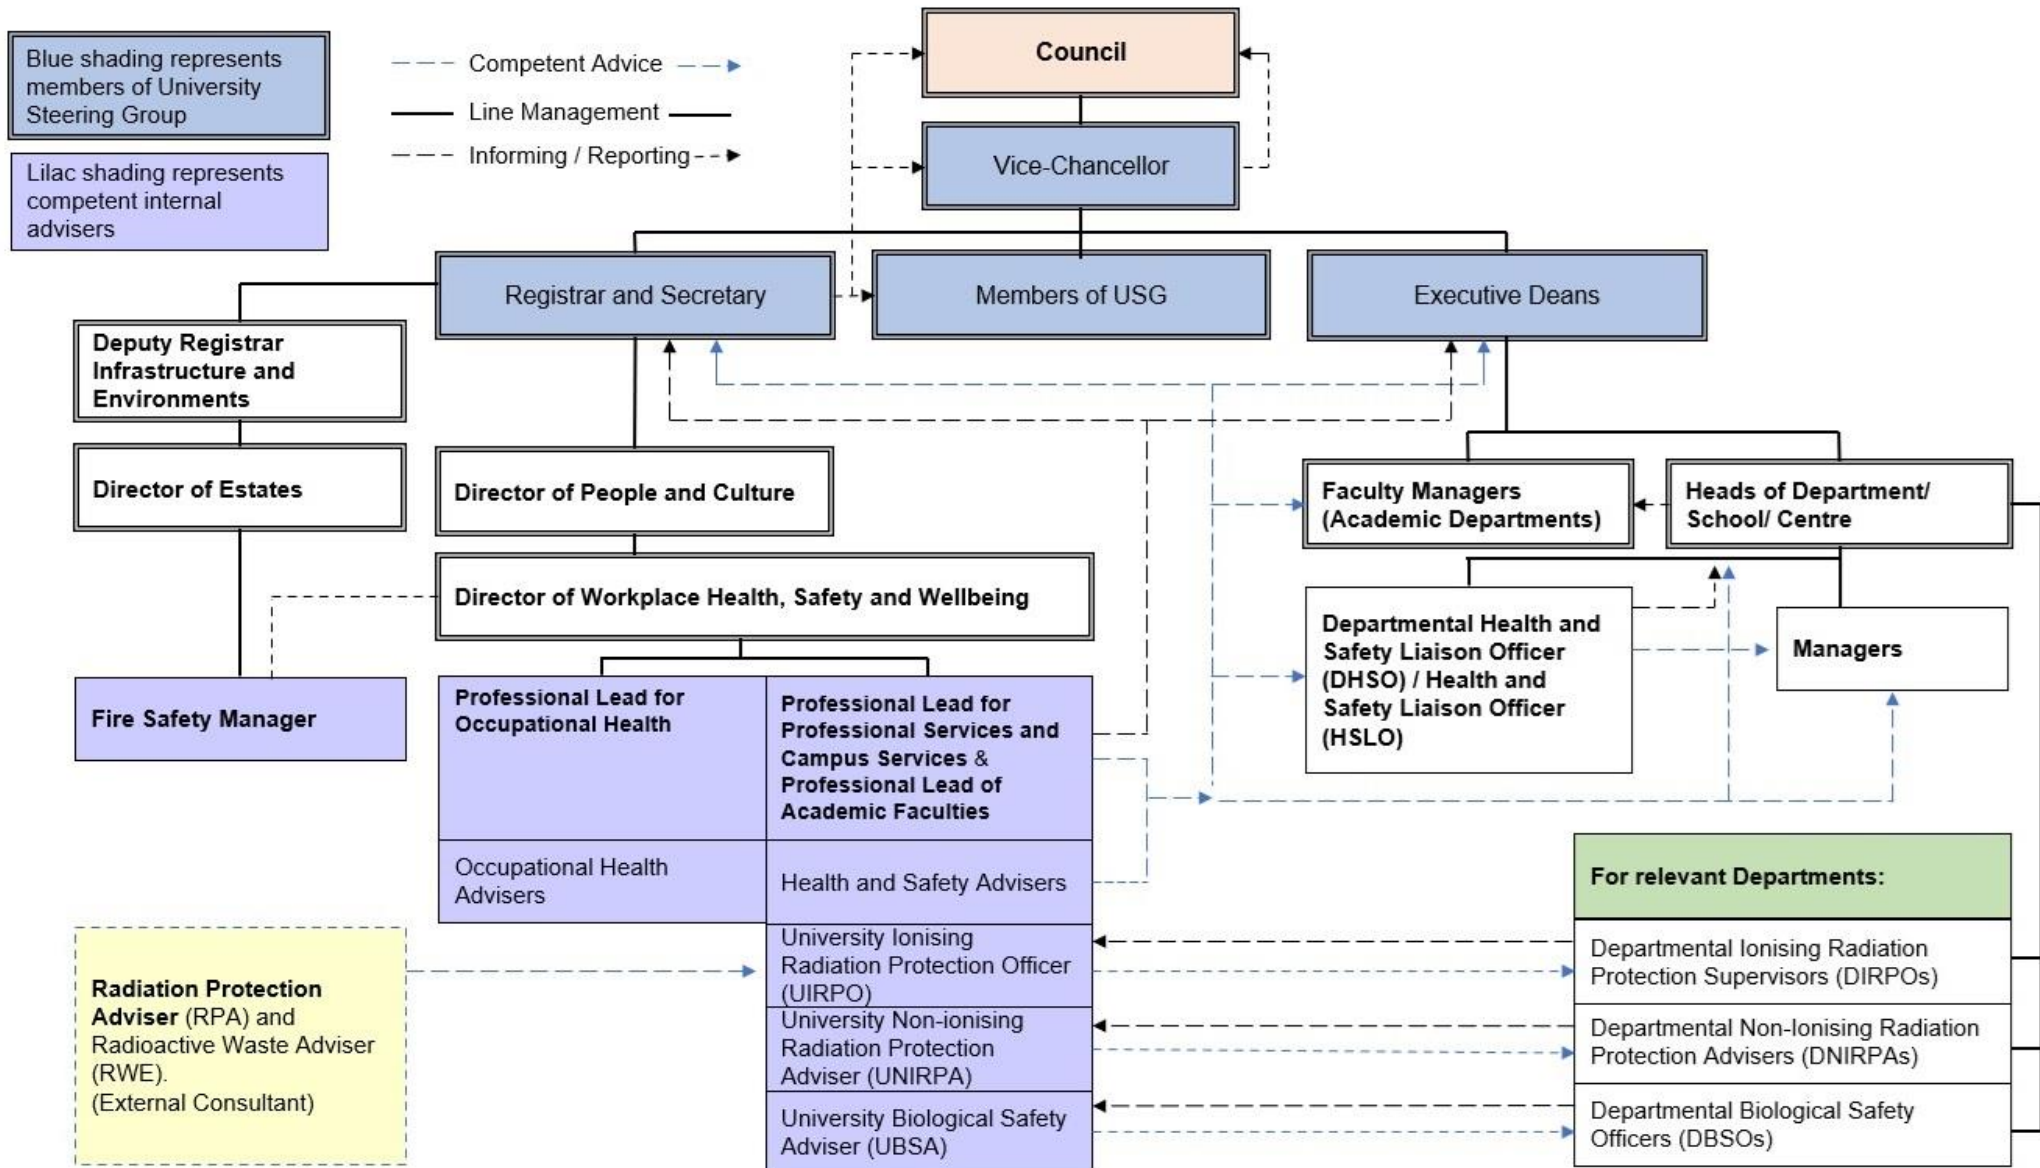 Blue shading represents
members of University
Steering Group
Lilac shading represents
competent internal
advisers
Competent Advice
Line Management
Informing / Reporting
Council
Vice-Chancellor
Registrar and Secretary
Members of USG
Executive Deans
Deputy Registrar
Infrastructure and
Environments
Director of Estates
Director of People and Culture
Faculty Managers
(Academic Departments)
Heads of Department/
School/ Centre
Director of Workplace Health, Safety and Wellbeing
Departmental Health and
Safety Liaison Officer
(DHSO) / Health and
Safety Liaison Officer
(HSLO)
Managers
Fire Safety Manager
Professional Lead for
Occupational Health
Professional Lead for
Professional Services and
Campus Services &
Professional Lead of
Academic Faculties
Occupational Health
Advisers
Health and Safety Advisers
For relevant Departments:
Radiation Protection
Adviser (RPA) and
Radioactive Waste Adviser
(RWE).
(External Consultant)
University Ionising
Radiation Protection Officer
(UIRPO)
Departmental Ionising Radiation
Protection Supervisors (DIRPOs)
University Non-ionising
Radiation Protection
Adviser (UNIRPA)
Departmental Non-Ionising Radiation
Protection Advisers (DNIRPAs)
University Biological Safety
Adviser (UBSA)
Departmental Biological Safety
Officers (DBSOs)